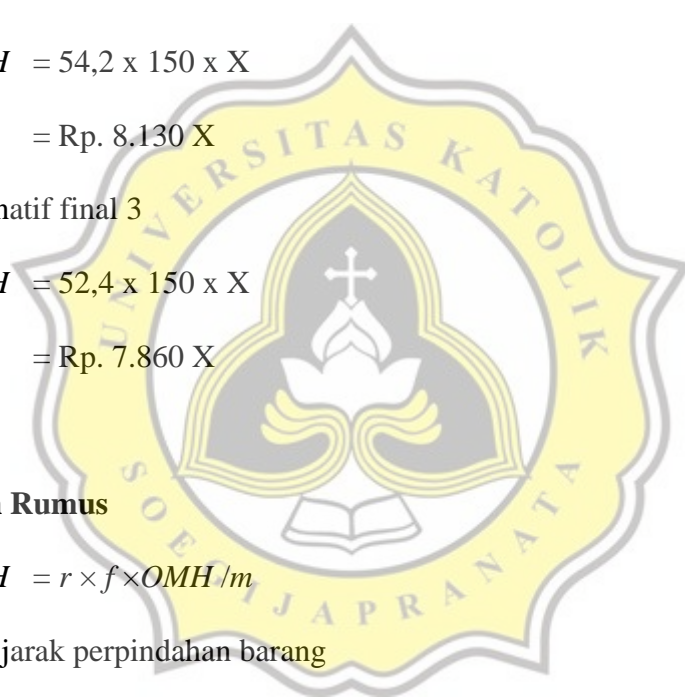 H = 54,2 x 150 x X
= Rp. 8.130 X
natif final 3
H = 52,4 x 150 x X
= Rp. 7.860 X
Rumus
H = r × f × OMH /m
jarak perpindahan barang
UNIVERSITAS KATOLIK
SOEGIJAPRANATA